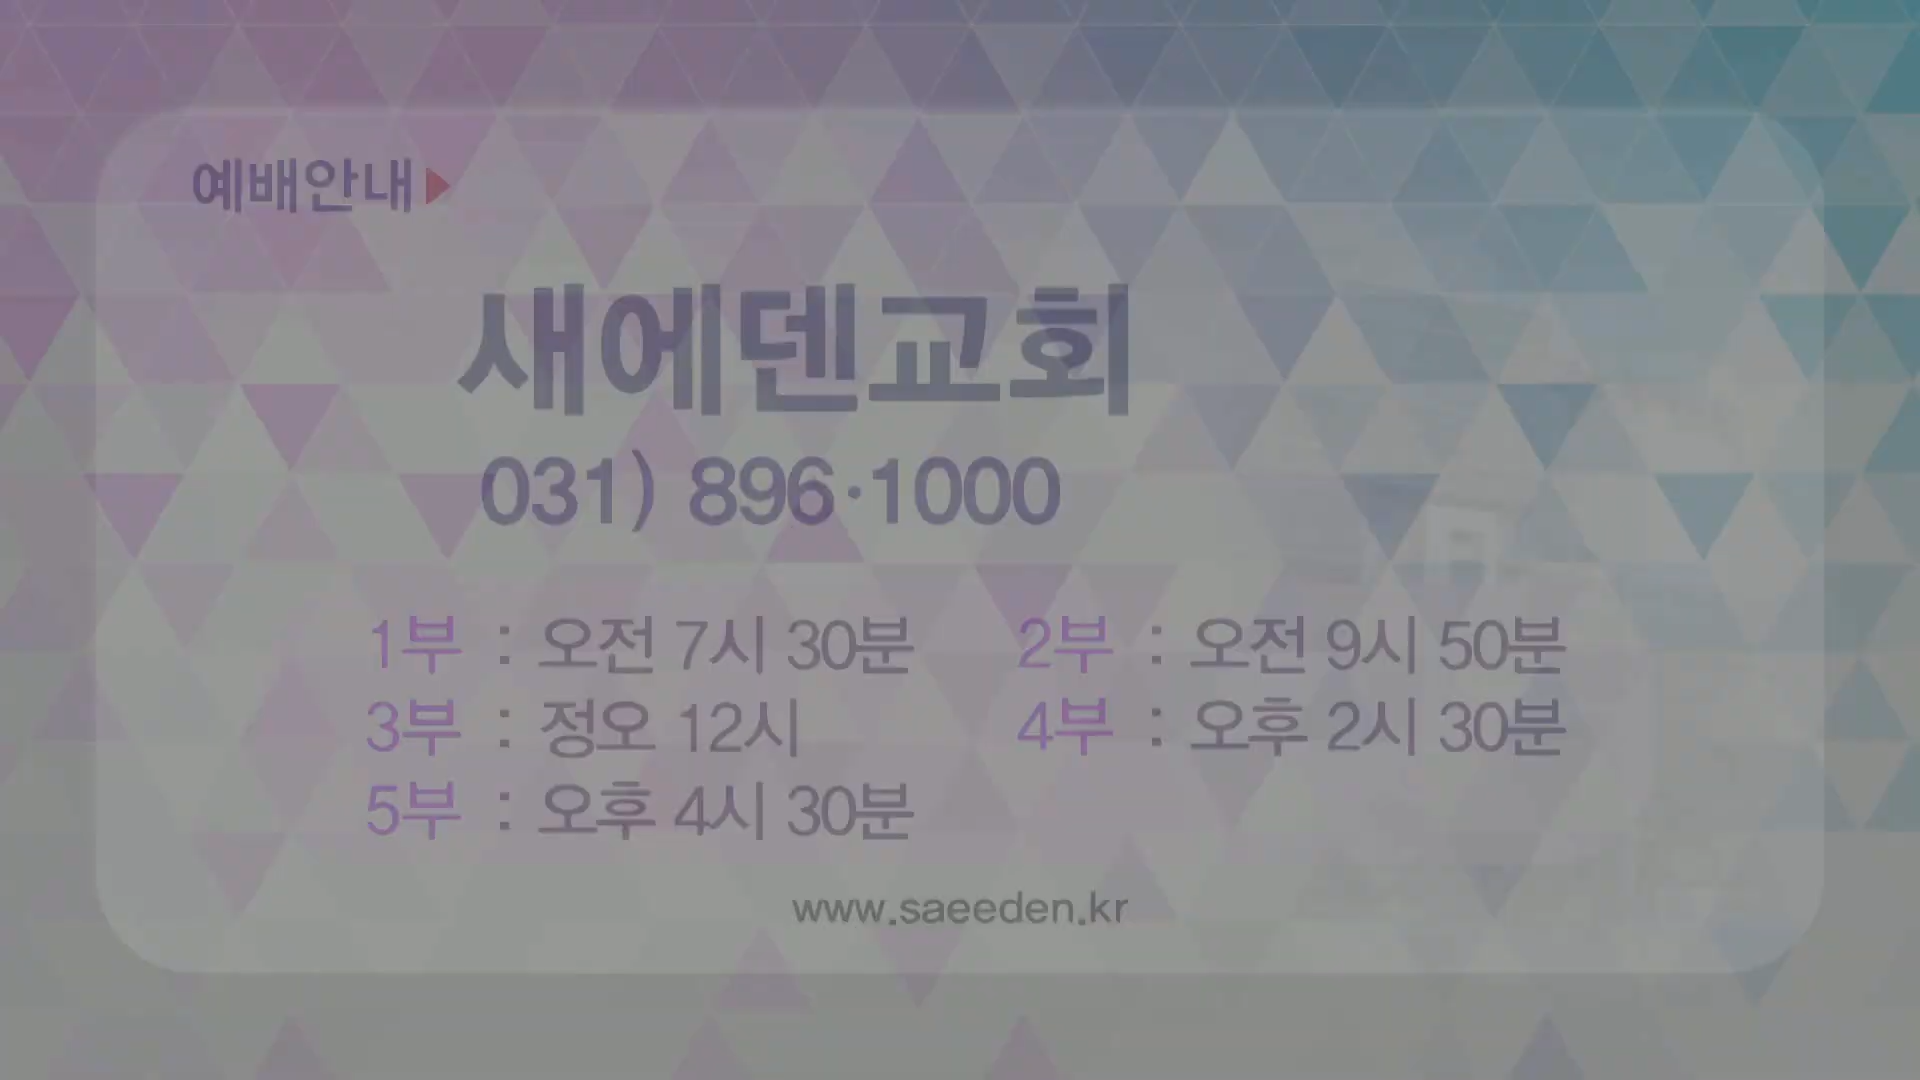 예배안내
새에덴교회
031) 896·1000
1부 : 오전 7시 30분 2부 : 오전 9시 50분
3부 : 정오 12시 4부 : 오후 2시 30분
5부 : 오후 4시 30분
www.saeeden.kr